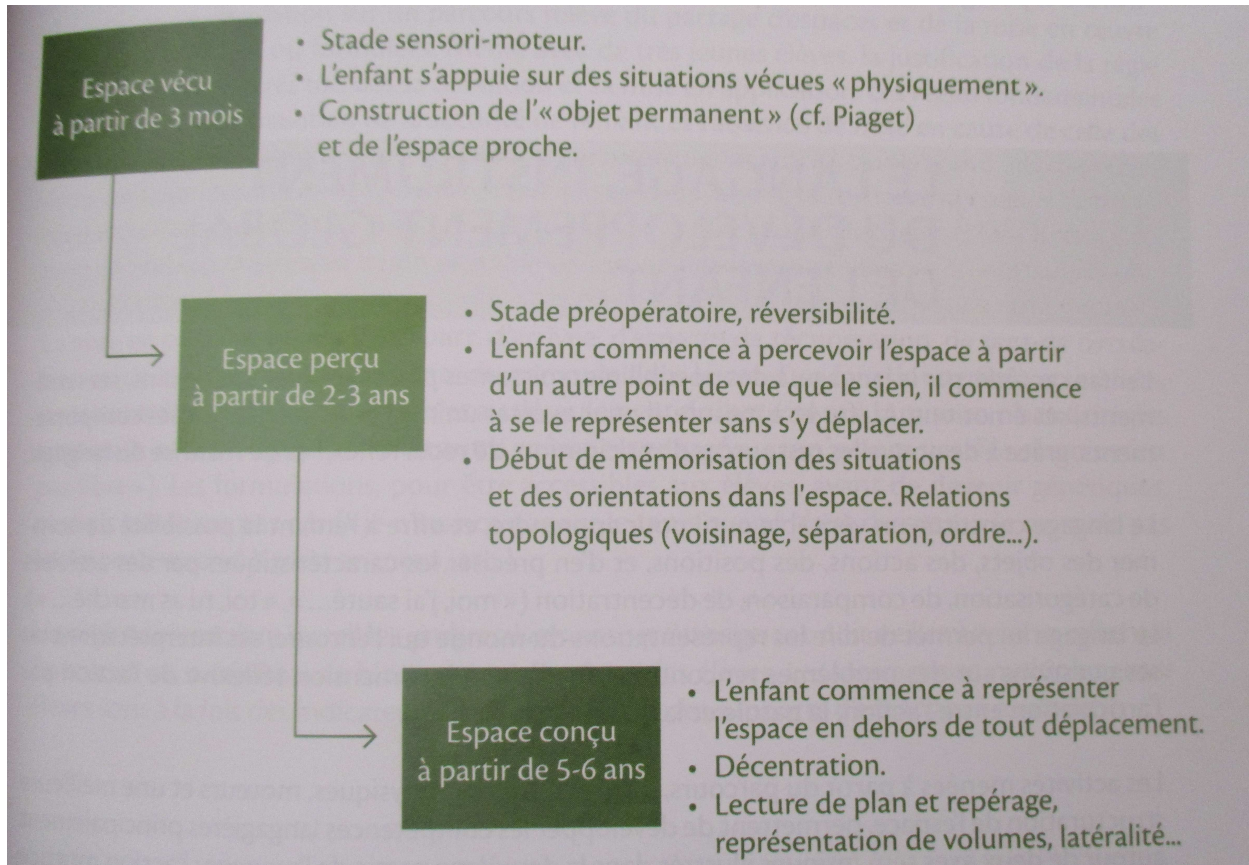 Espace vécu
à partir de 3 mois
• Stade sensori-moteur.
• L'enfant s'appuie sur des situations vécues « physiquement ».
• Construction de l'« objet permanent » (cf. Piaget)
et de l'espace proche.
Espace perçu
à partir de 2-3 ans
• Stade préopératoire, réversibilité.
• L'enfant commence à percevoir l'espace à partir
d'un autre point de vue que le sien, il commence
à se le représenter sans s'y déplacer.
• Début de mémorisation des situations
et des orientations dans l'espace. Relations
topologiques (voisinage, séparation, ordre...).
Espace conçu
à partir de 5-6 ans
• L'enfant commence à représenter
l'espace en dehors de tout déplacement.
• Décentration.
• Lecture de plan et repérage,
représentation de volumes, latéralité...